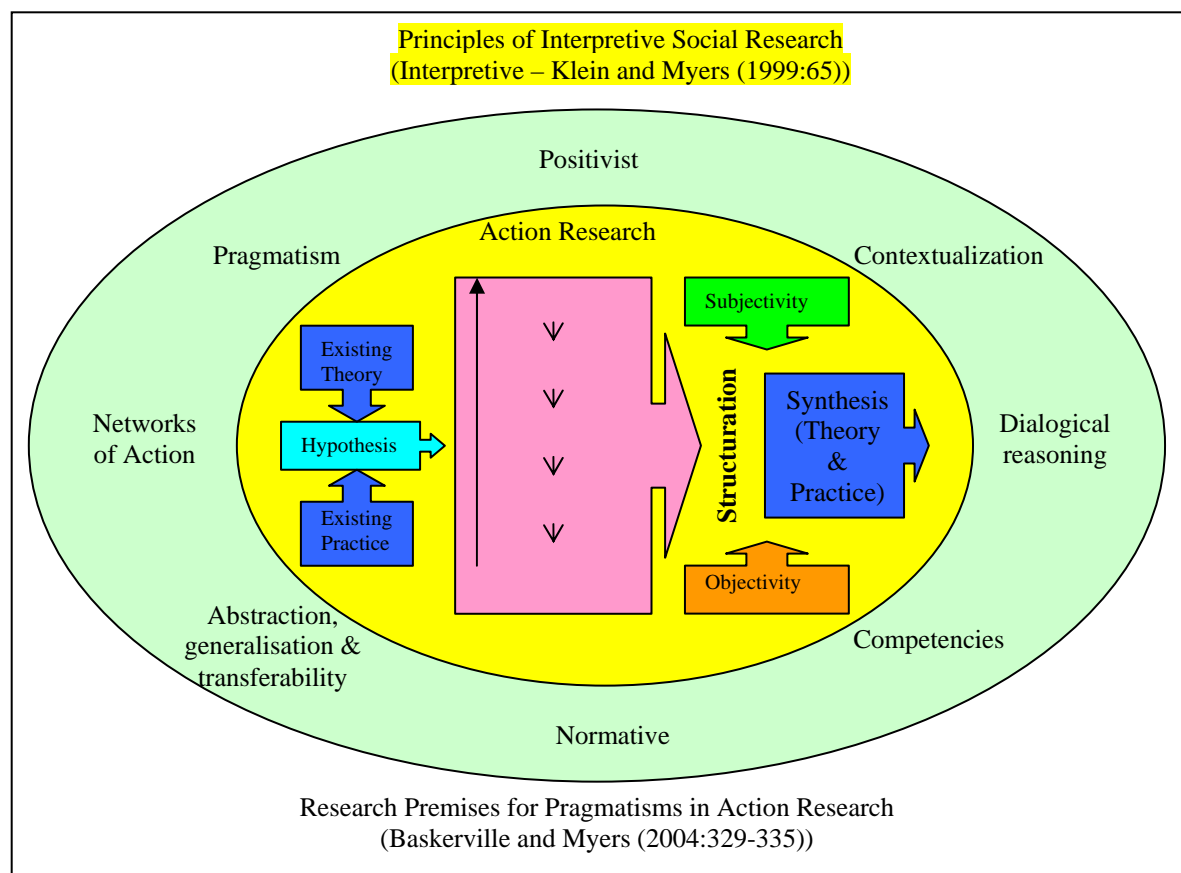 Principles of Interpretive Social Research
(Interpretive – Klein and Myers (1999:65))
Positivist
Action Research
Pragmatism
Contextualization
Subjectivity
Existing
Theory
Hypothesis
Existing
Practice
Structuration
Synthesis
(Theory
&
Practice)
Networks
of Action
Dialogical
reasoning
Objectivity
Abstraction,
generalisation &
transferability
Competencies
Normative
Research Premises for Pragmatisms in Action Research
(Baskerville and Myers (2004:329-335))